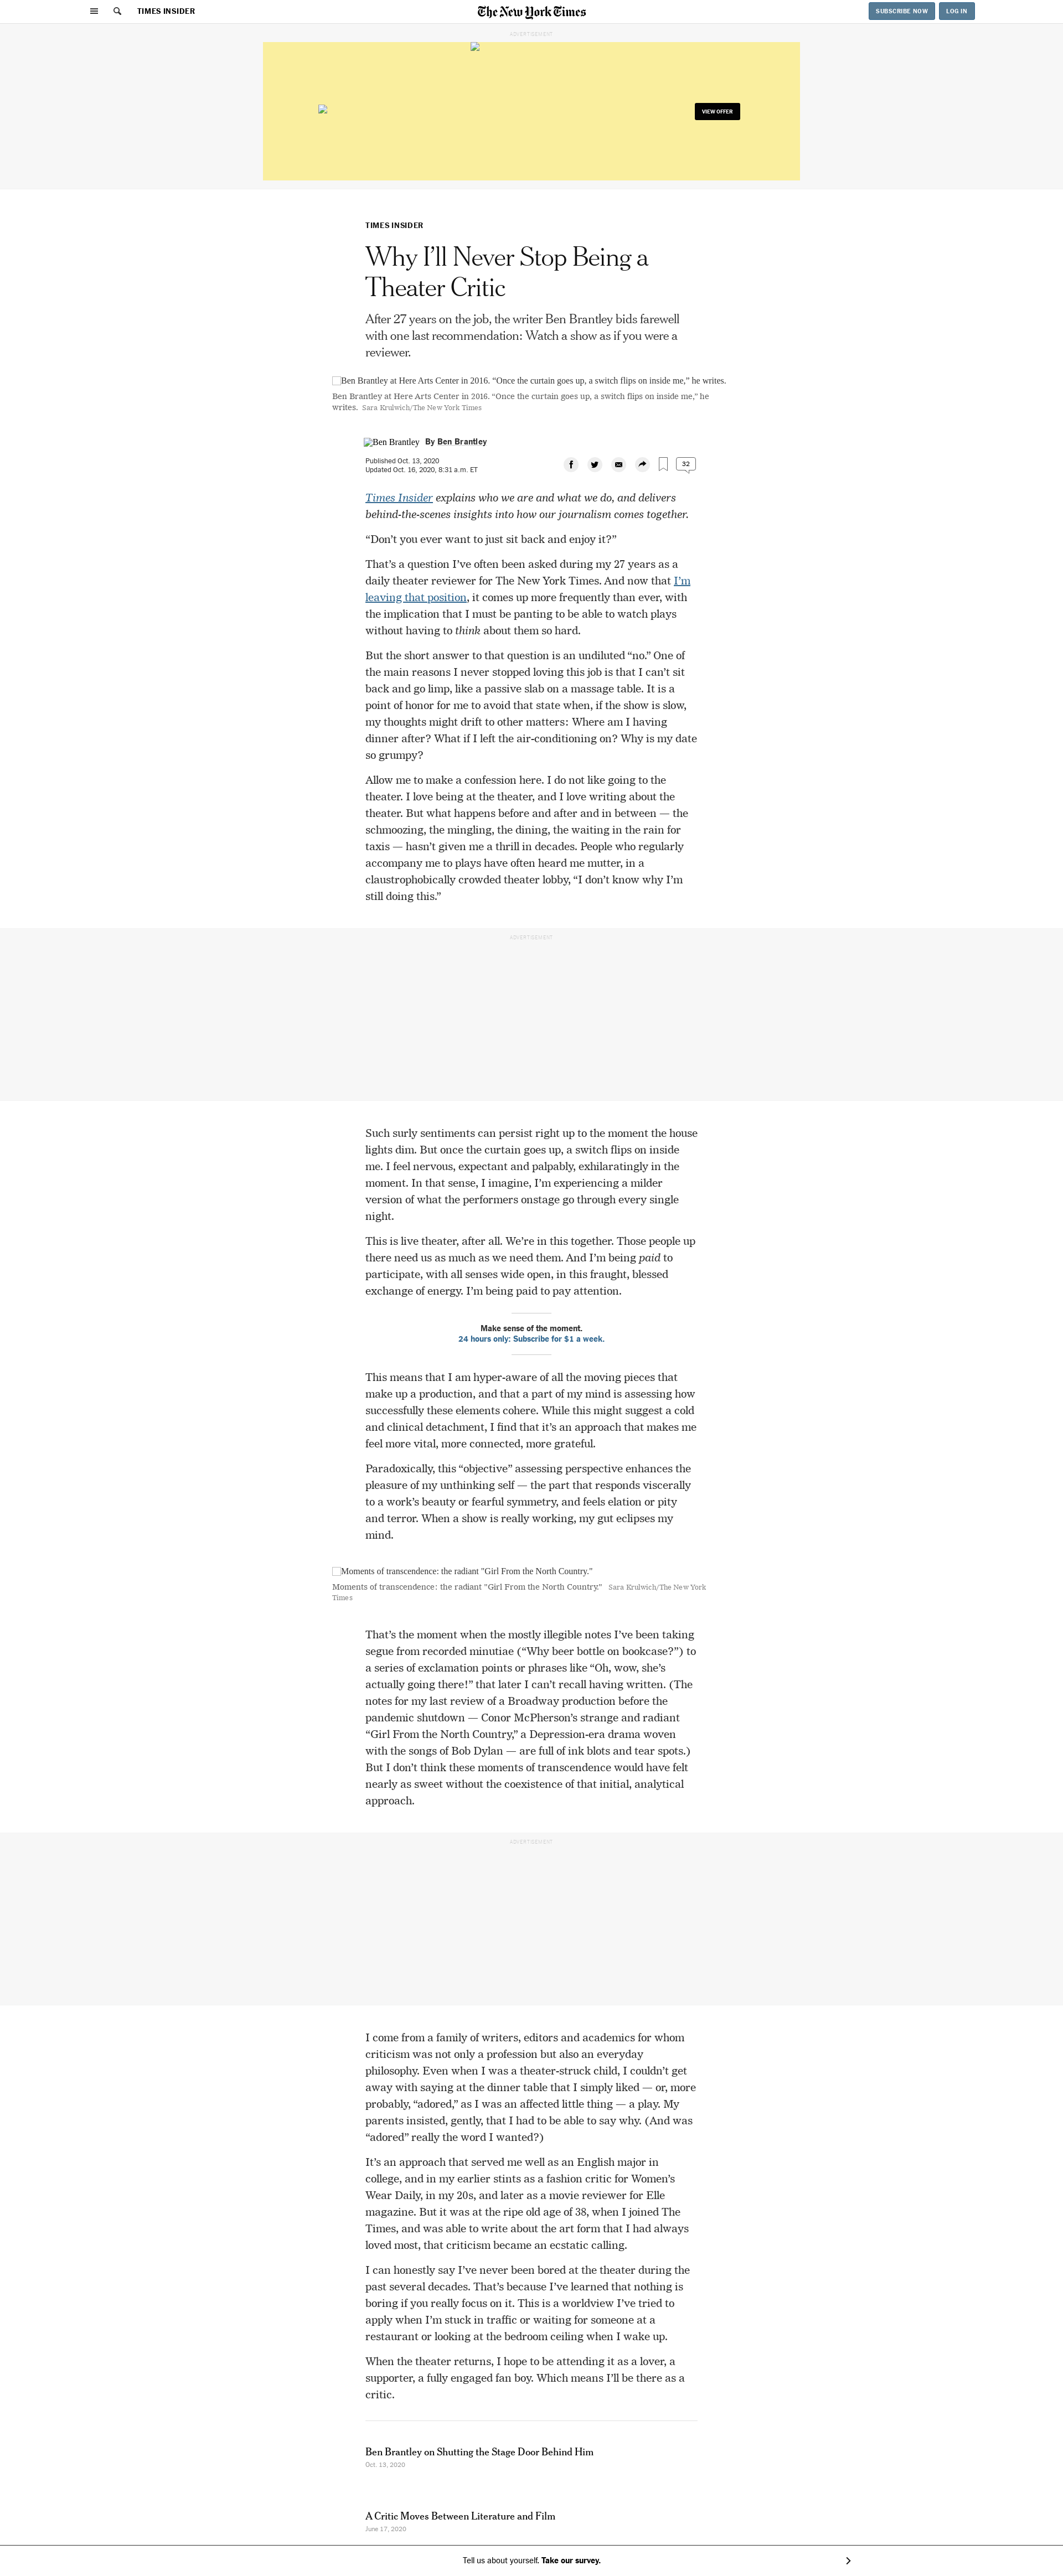 TIMES INSIDER
The New York Times
SUBSCRIBE NOW
LOG IN
ADVERTISEMENT
VIEW OFFER
TIMES INSIDER
Why I’ll Never Stop Being a
Theater Critic
After 27 years on the job, the writer Ben Brantley bids farewell
with one last recommendation: Watch a show as if you were a
reviewer.
Ben Brantley at Here Arts Center in 2016. “Once the curtain goes up, a switch flips on inside me,” he writes.
Ben Brantley at Here Arts Center in 2016. “Once the curtain goes up, a switch flips on inside me,” he
writes. Sara Krulwich/The New York Times
Ben Brantley By Ben Brantley
Published Oct. 13, 2020
Updated Oct. 16, 2020, 8:31 a.m. ET
32
Times Insider explains who we are and what we do, and delivers
behind-the-scenes insights into how our journalism comes together.
“Don’t you ever want to just sit back and enjoy it?”
That’s a question I’ve often been asked during my 27 years as a
daily theater reviewer for The New York Times. And now that I’m
leaving that position, it comes up more frequently than ever, with
the implication that I must be panting to be able to watch plays
without having to think about them so hard.
But the short answer to that question is an undiluted “no.” One of
the main reasons I never stopped loving this job is that I can’t sit
back and go limp, like a passive slab on a massage table. It is a
point of honor for me to avoid that state when, if the show is slow,
my thoughts might drift to other matters: Where am I having
dinner after? What if I left the air-conditioning on? Why is my date
so grumpy?
Allow me to make a confession here. I do not like going to the
theater. I love being at the theater, and I love writing about the
theater. But what happens before and after and in between — the
schmoozing, the mingling, the dining, the waiting in the rain for
taxis — hasn’t given me a thrill in decades. People who regularly
accompany me to plays have often heard me mutter, in a
claustrophobically crowded theater lobby, “I don’t know why I’m
still doing this.”
ADVERTISEMENT
Such surly sentiments can persist right up to the moment the house
lights dim. But once the curtain goes up, a switch flips on inside
me. I feel nervous, expectant and palpably, exhilaratingly in the
moment. In that sense, I imagine, I’m experiencing a milder
version of what the performers onstage go through every single
night.
This is live theater, after all. We’re in this together. Those people up
there need us as much as we need them. And I’m being paid to
participate, with all senses wide open, in this fraught, blessed
exchange of energy. I’m being paid to pay attention.
Make sense of the moment.
24 hours only: Subscribe for $1 a week.
This means that I am hyper-aware of all the moving pieces that
make up a production, and that a part of my mind is assessing how
successfully these elements cohere. While this might suggest a cold
and clinical detachment, I find that it’s an approach that makes me
feel more vital, more connected, more grateful.
Paradoxically, this “objective” assessing perspective enhances the
pleasure of my unthinking self — the part that responds viscerally
to a work’s beauty or fearful symmetry, and feels elation or pity
and terror. When a show is really working, my gut eclipses my
mind.
Moments of transcendence: the radiant "Girl From the North Country."
Moments of transcendence: the radiant "Girl From the North Country." Sara Krulwich/The New York
Times
That’s the moment when the mostly illegible notes I’ve been taking
segue from recorded minutiae (“Why beer bottle on bookcase?”) to
a series of exclamation points or phrases like “Oh, wow, she’s
actually going there!” that later I can’t recall having written. (The
notes for my last review of a Broadway production before the
pandemic shutdown — Conor McPherson’s strange and radiant
“Girl From the North Country,” a Depression-era drama woven
with the songs of Bob Dylan — are full of ink blots and tear spots.)
But I don’t think these moments of transcendence would have felt
nearly as sweet without the coexistence of that initial, analytical
approach.
ADVERTISEMENT
I come from a family of writers, editors and academics for whom
criticism was not only a profession but also an everyday
philosophy. Even when I was a theater-struck child, I couldn’t get
away with saying at the dinner table that I simply liked — or, more
probably, “adored,” as I was an affected little thing — a play. My
parents insisted, gently, that I had to be able to say why. (And was
“adored” really the word I wanted?)
It’s an approach that served me well as an English major in
college, and in my earlier stints as a fashion critic for Women’s
Wear Daily, in my 20s, and later as a movie reviewer for Elle
magazine. But it was at the ripe old age of 38, when I joined The
Times, and was able to write about the art form that I had always
loved most, that criticism became an ecstatic calling.
I can honestly say I’ve never been bored at the theater during the
past several decades. That’s because I’ve learned that nothing is
boring if you really focus on it. This is a worldview I’ve tried to
apply when I’m stuck in traffic or waiting for someone at a
restaurant or looking at the bedroom ceiling when I wake up.
When the theater returns, I hope to be attending it as a lover, a
supporter, a fully engaged fan boy. Which means I’ll be there as a
critic.
Ben Brantley on Shutting the Stage Door Behind Him
Oct. 13, 2020
A Critic Moves Between Literature and Film
June 17, 2020
Tell us about yourself. Take our survey.